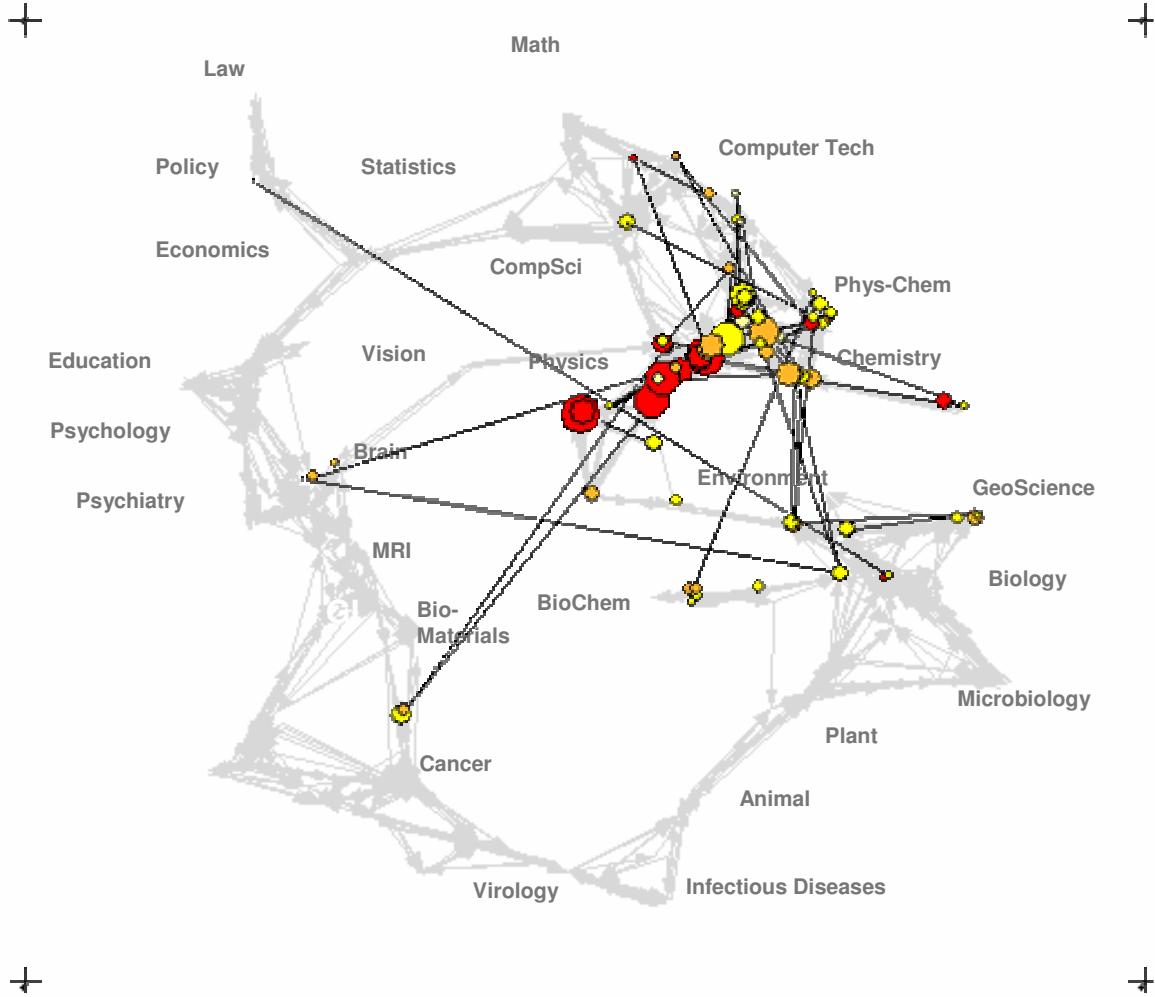 Math
Law
Computer Tech
Policy
Statistics
Economics
CompSci
Phys-Chem
Education
Vision
Physics
Chemistry
Psychology
Brain
Environment
GeoScience
Psychiatry
MRI
Biology
BioChem
Bio-
Materials
Microbiology
Plant
Cancer
Animal
Virology
Infectious Diseases